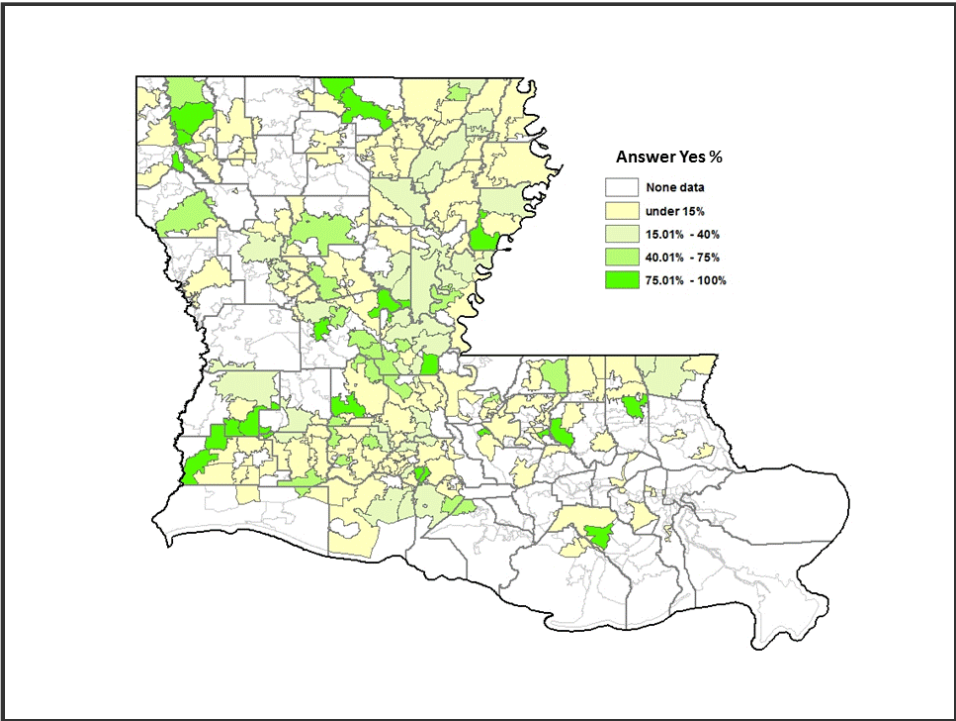 Answer Yes %
None data
under 15%
15.01% - 40%
40.01% - 75%
75.01% - 100%